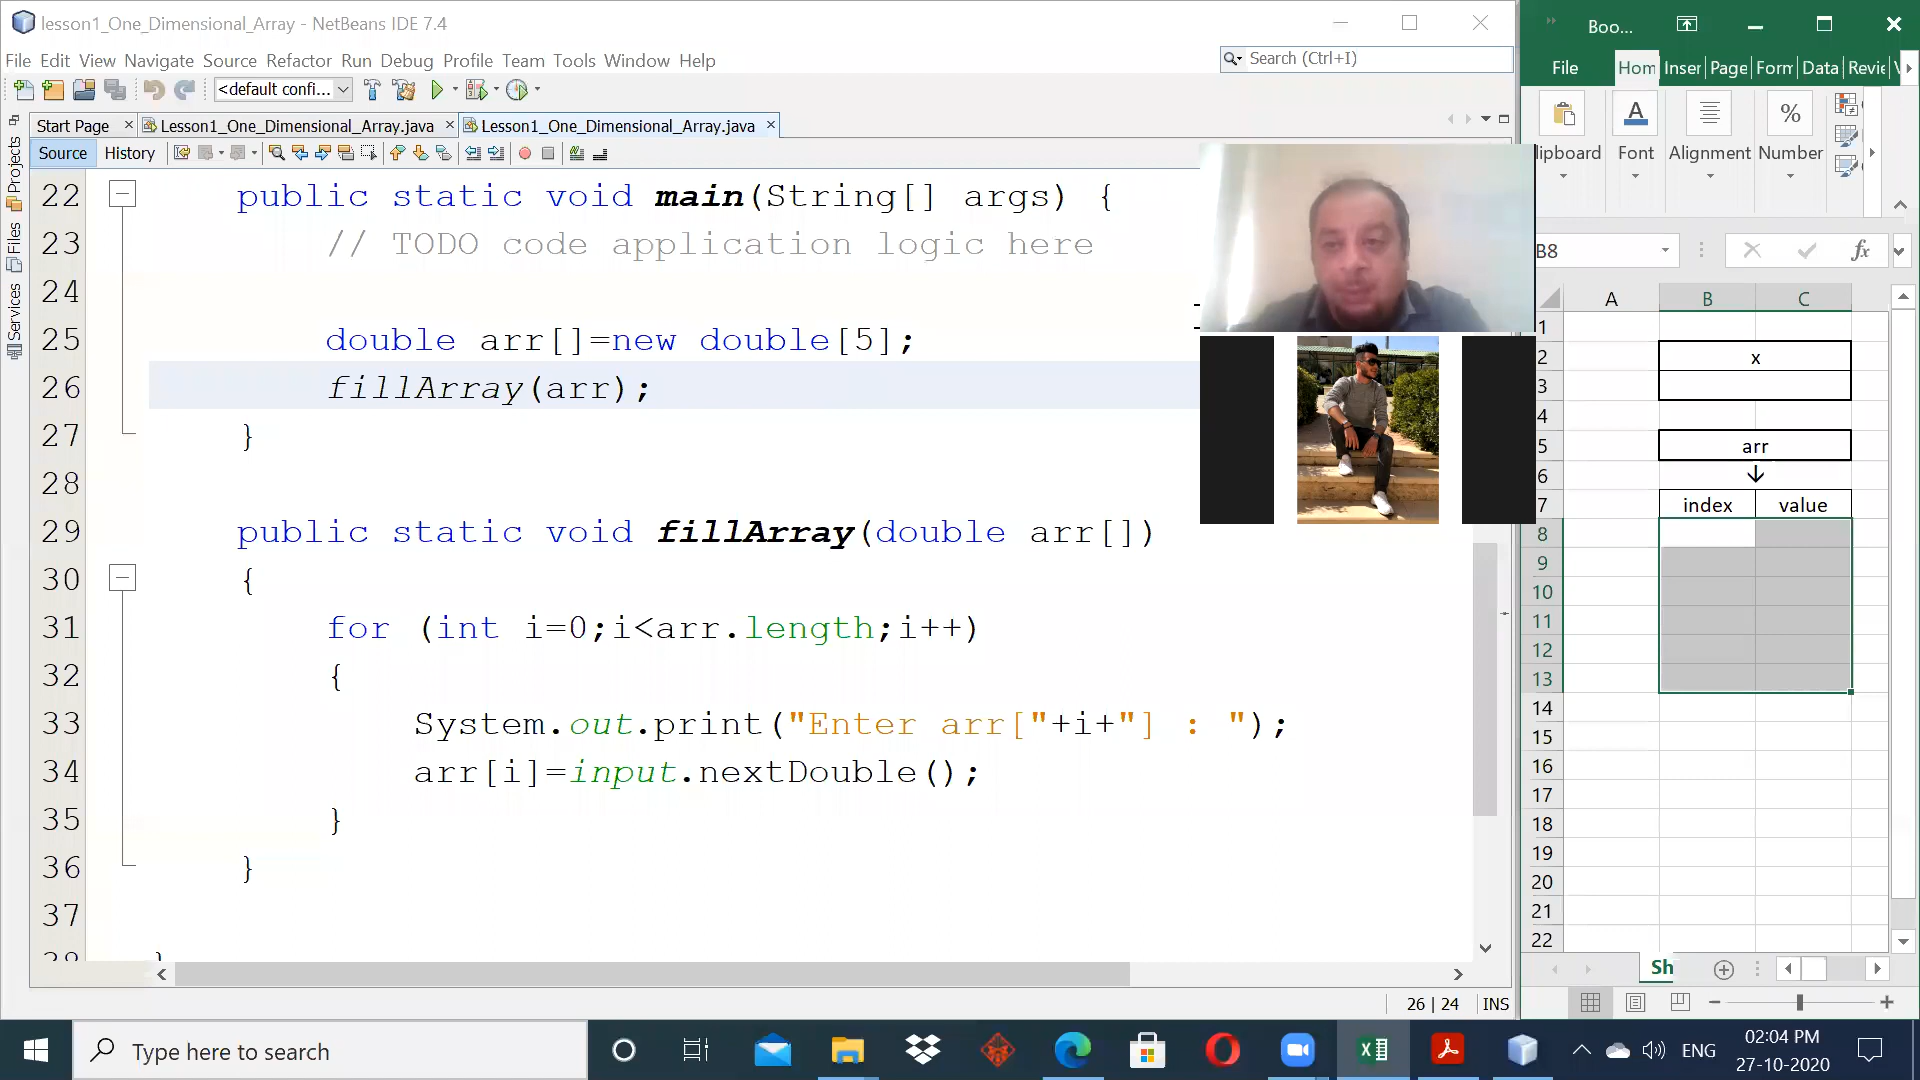 lesson1_One_Dimensional_Array - NetBeans IDE 7.4
File Edit View Navigate Source Refactor Run Debug Profile Team Tools Window Help
Search (Ctrl+I)
<default confi...
Start Page
Lesson1_One_Dimensional_Array.java
Lesson1_One_Dimensional_Array.java
Source History
Projects
Files
Services
22 public static void main(String[] args) {
23 // TODO code application logic here
24
25 double arr[]=new double[5];
26 fillArray(arr);
27 }
28
29 public static void fillArray(double arr[])
30 {
31 for (int i=0;i<arr.length;i++)
32 {
33 System.out.print("Enter arr["+i+"] : ");
34 arr[i]=input.nextDouble();
35 }
36 }
37
26 | 24 INS
Boo...
File Hom Inser Page Form Data Revie
lipboard Font Alignment Number
B8
fx
A B C
1
2 x
3
4
5 arr
6 ↓
7 index value
8
9
10
11
12
13
14
15
16
17
18
19
20
21
22
Sh
Type here to search
ENG
02:04 PM
27-10-2020